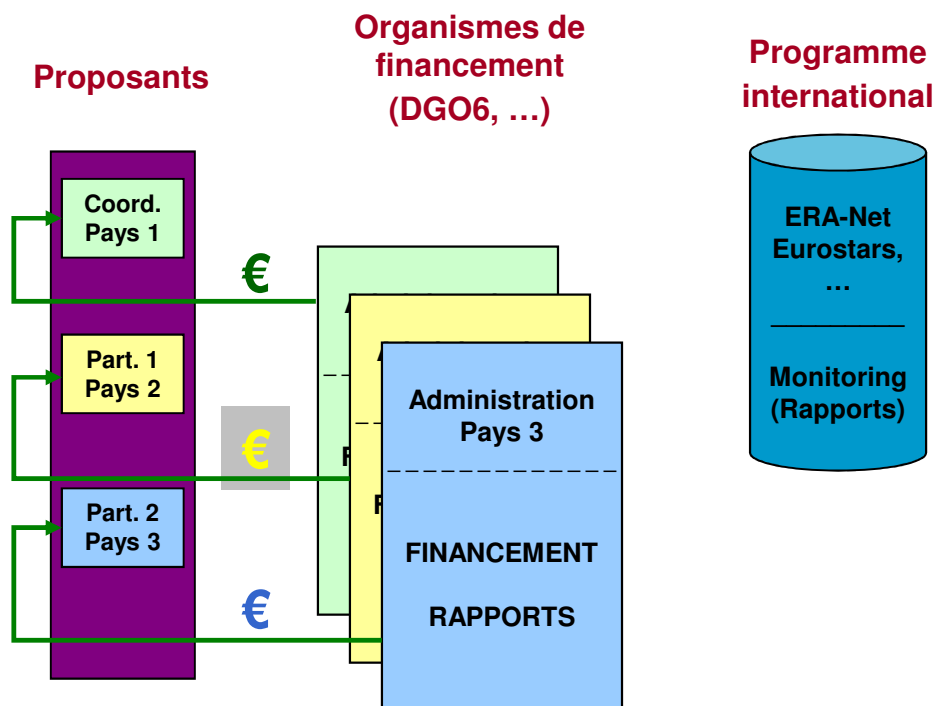 Proposants
Organismes de
financement
(DGO6, …)
Programme
international
Coord.
Pays 1
Part. 1
Pays 2
Part. 2
Pays 3
€
€
€
Administration
Pays 3
FINANCEMENT
RAPPORTS
ERA-Net
Eurostars,
…
Monitoring
(Rapports)